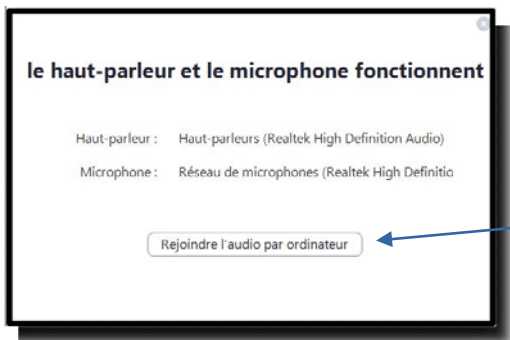 le haut-parleur et le microphone fonctionnent
Haut-parleur : Haut-parleurs (Realtek High Definition Audio)
Microphone : Réseau de microphones (Realtek High Definitio
Rejoindre l'audio par ordinateur